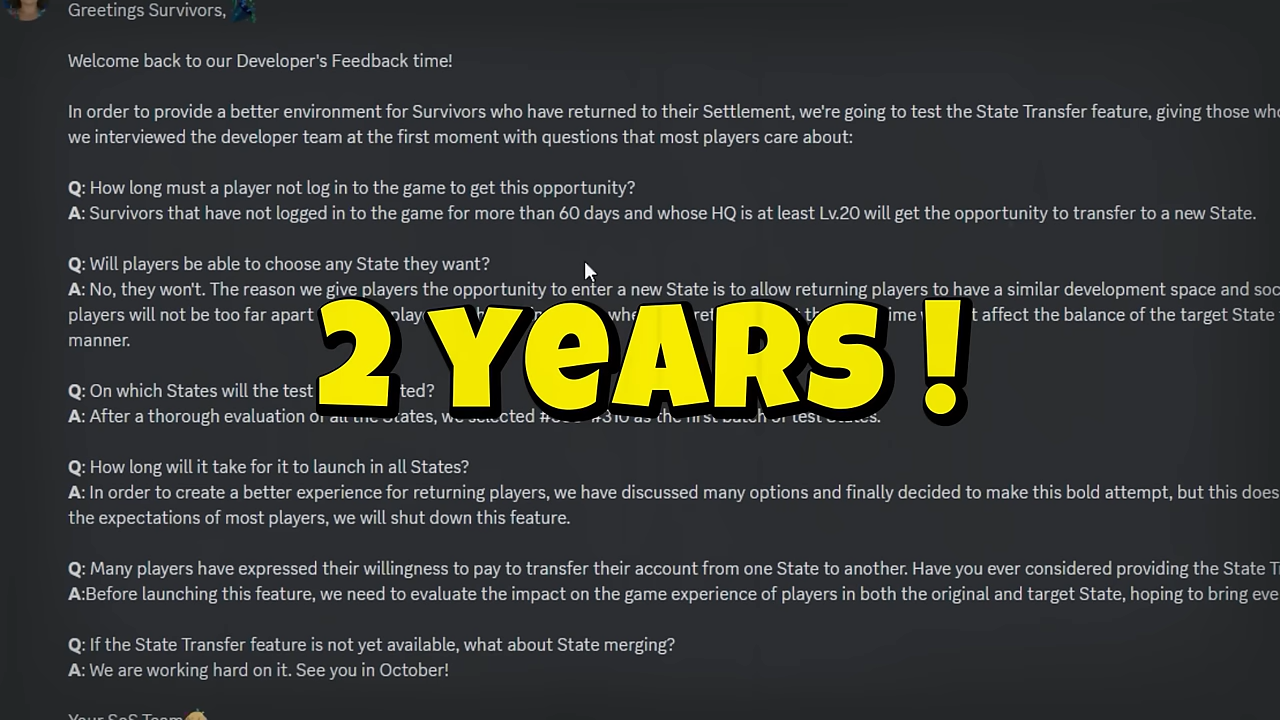 Greetings Survivors,
Welcome back to our Developer's Feedback time!
In order to provide a better environment for Survivors who have returned to their Settlement, we're going to test the State Transfer feature, giving those who
we interviewed the developer team at the first moment with questions that most players care about:
Q: How long must a player not log in to the game to get this opportunity?
A: Survivors that have not logged in to the game for more than 60 days and whose HQ is at least Lv.20 will get the opportunity to transfer to a new State.
Q: Will players be able to choose any State they want?
A: No, they won't. The reason we give players the opportunity to enter a new State is to allow returning players to have a similar development space and soc
players will not be too far apart affect the balance of the target State
manner.
2 YEARS !
Q: On which States will the test
A: After a thorough evaluation of all the States, we selected as the first batch of test States.
Q: How long will it take for it to launch in all States?
A: In order to create a better experience for returning players, we have discussed many options and finally decided to make this bold attempt, but this does
the expectations of most players, we will shut down this feature.
Q: Many players have expressed their willingness to pay to transfer their account from one State to another. Have you ever considered providing the State T
A:Before launching this feature, we need to evaluate the impact on the game experience of players in both the original and target State, hoping to bring eve
Q: If the State Transfer feature is not yet available, what about State merging?
A: We are working hard on it. See you in October!
Your SoS Team